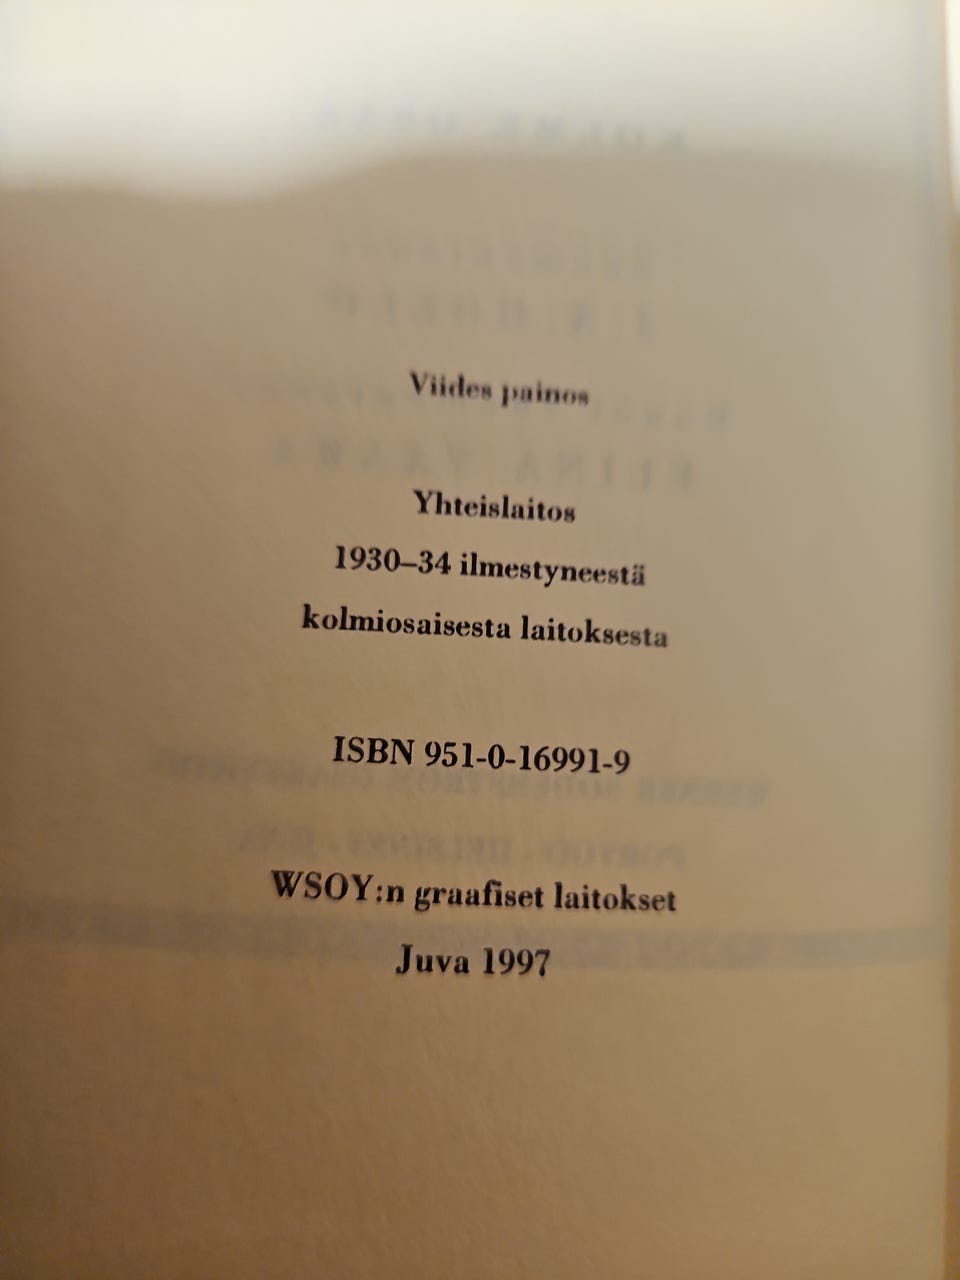 Viides painos
Yhteislaitos
1930–34 ilmestyneestä
kolmiosaisesta laitoksesta
ISBN 951-0-16991-9
WSOY:n graafiset laitokset
Juva 1997